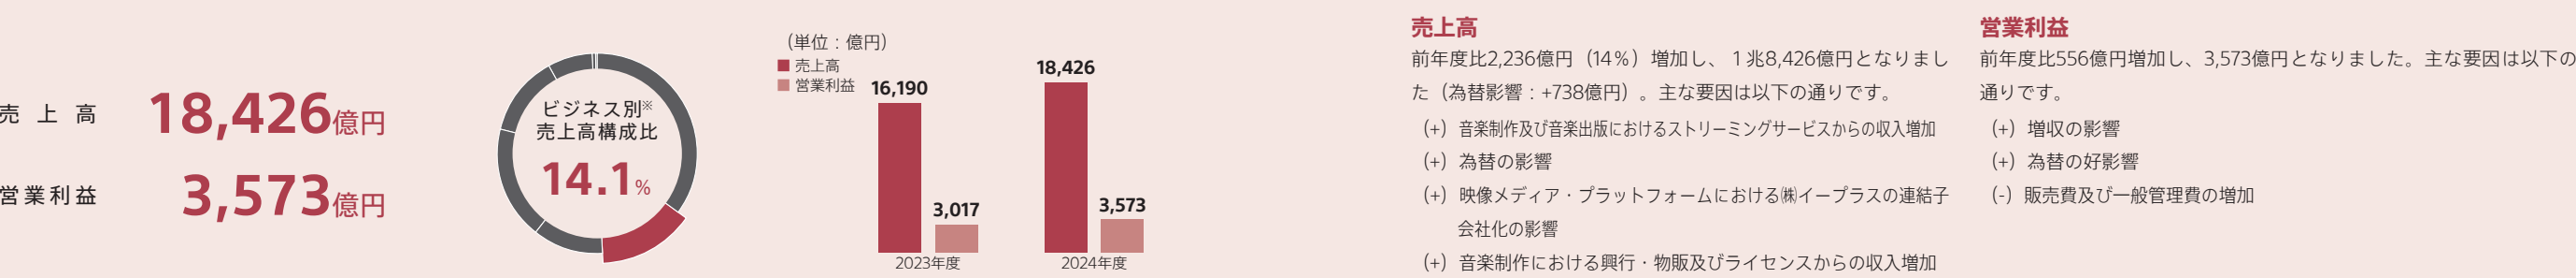 売上高 18,426億円
営業利益 3,573億円
ビジネス別※
売上高構成比
14.1%
（単位：億円）
売上高
営業利益
16,190
3,017
2023年度
18,426
3,573
2024年度
売上高
前年度比2,236億円（14％）増加し、１兆8,426億円となりまし
た（為替影響：+738億円）。主な要因は以下の通りです。
（+）音楽制作及び音楽出版におけるストリーミングサービスからの収入増加
（+）為替の影響
（+）映像メディア・プラットフォームにおける㈱イープラスの連結子
会社化の影響
（+）音楽制作における興行・物販及びライセンスからの収入増加
営業利益
前年度比556億円増加し、3,573億円となりました。主な要因は以下の
通りです。
（+）増収の影響
（+）為替の好影響
（-）販売費及び一般管理費の増加